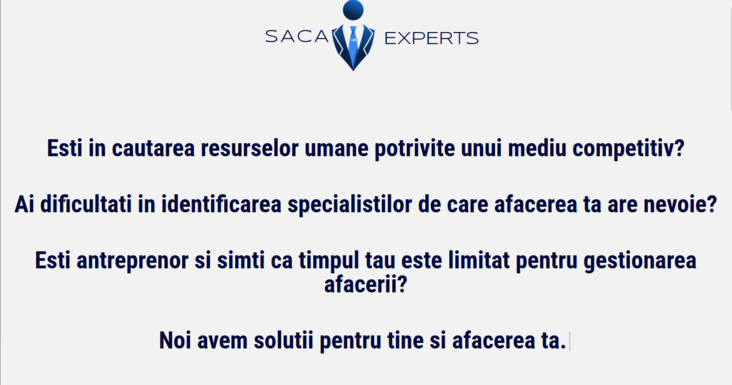 SACA EXPERTS
Esti in cautarea resurselor umane potrivite unui mediu competitiv?
Ai dificultati in identificarea specialistilor de care afacerea ta are nevoie?
Esti antreprenor si simti ca timpul tau este limitat pentru gestionarea
afacerii?
Noi avem solutii pentru tine si afacerea ta.